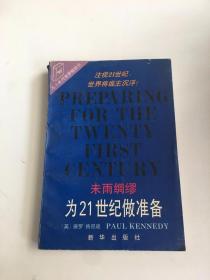 注视21世纪
世界将谁主沉浮？
PREPARING
FOR THE
TWENTY
FIRST
CENTURY
未雨绸缪
为21世纪做准备
[英] 保罗·肯尼迪 PAUL KENNEDY
新华出版社